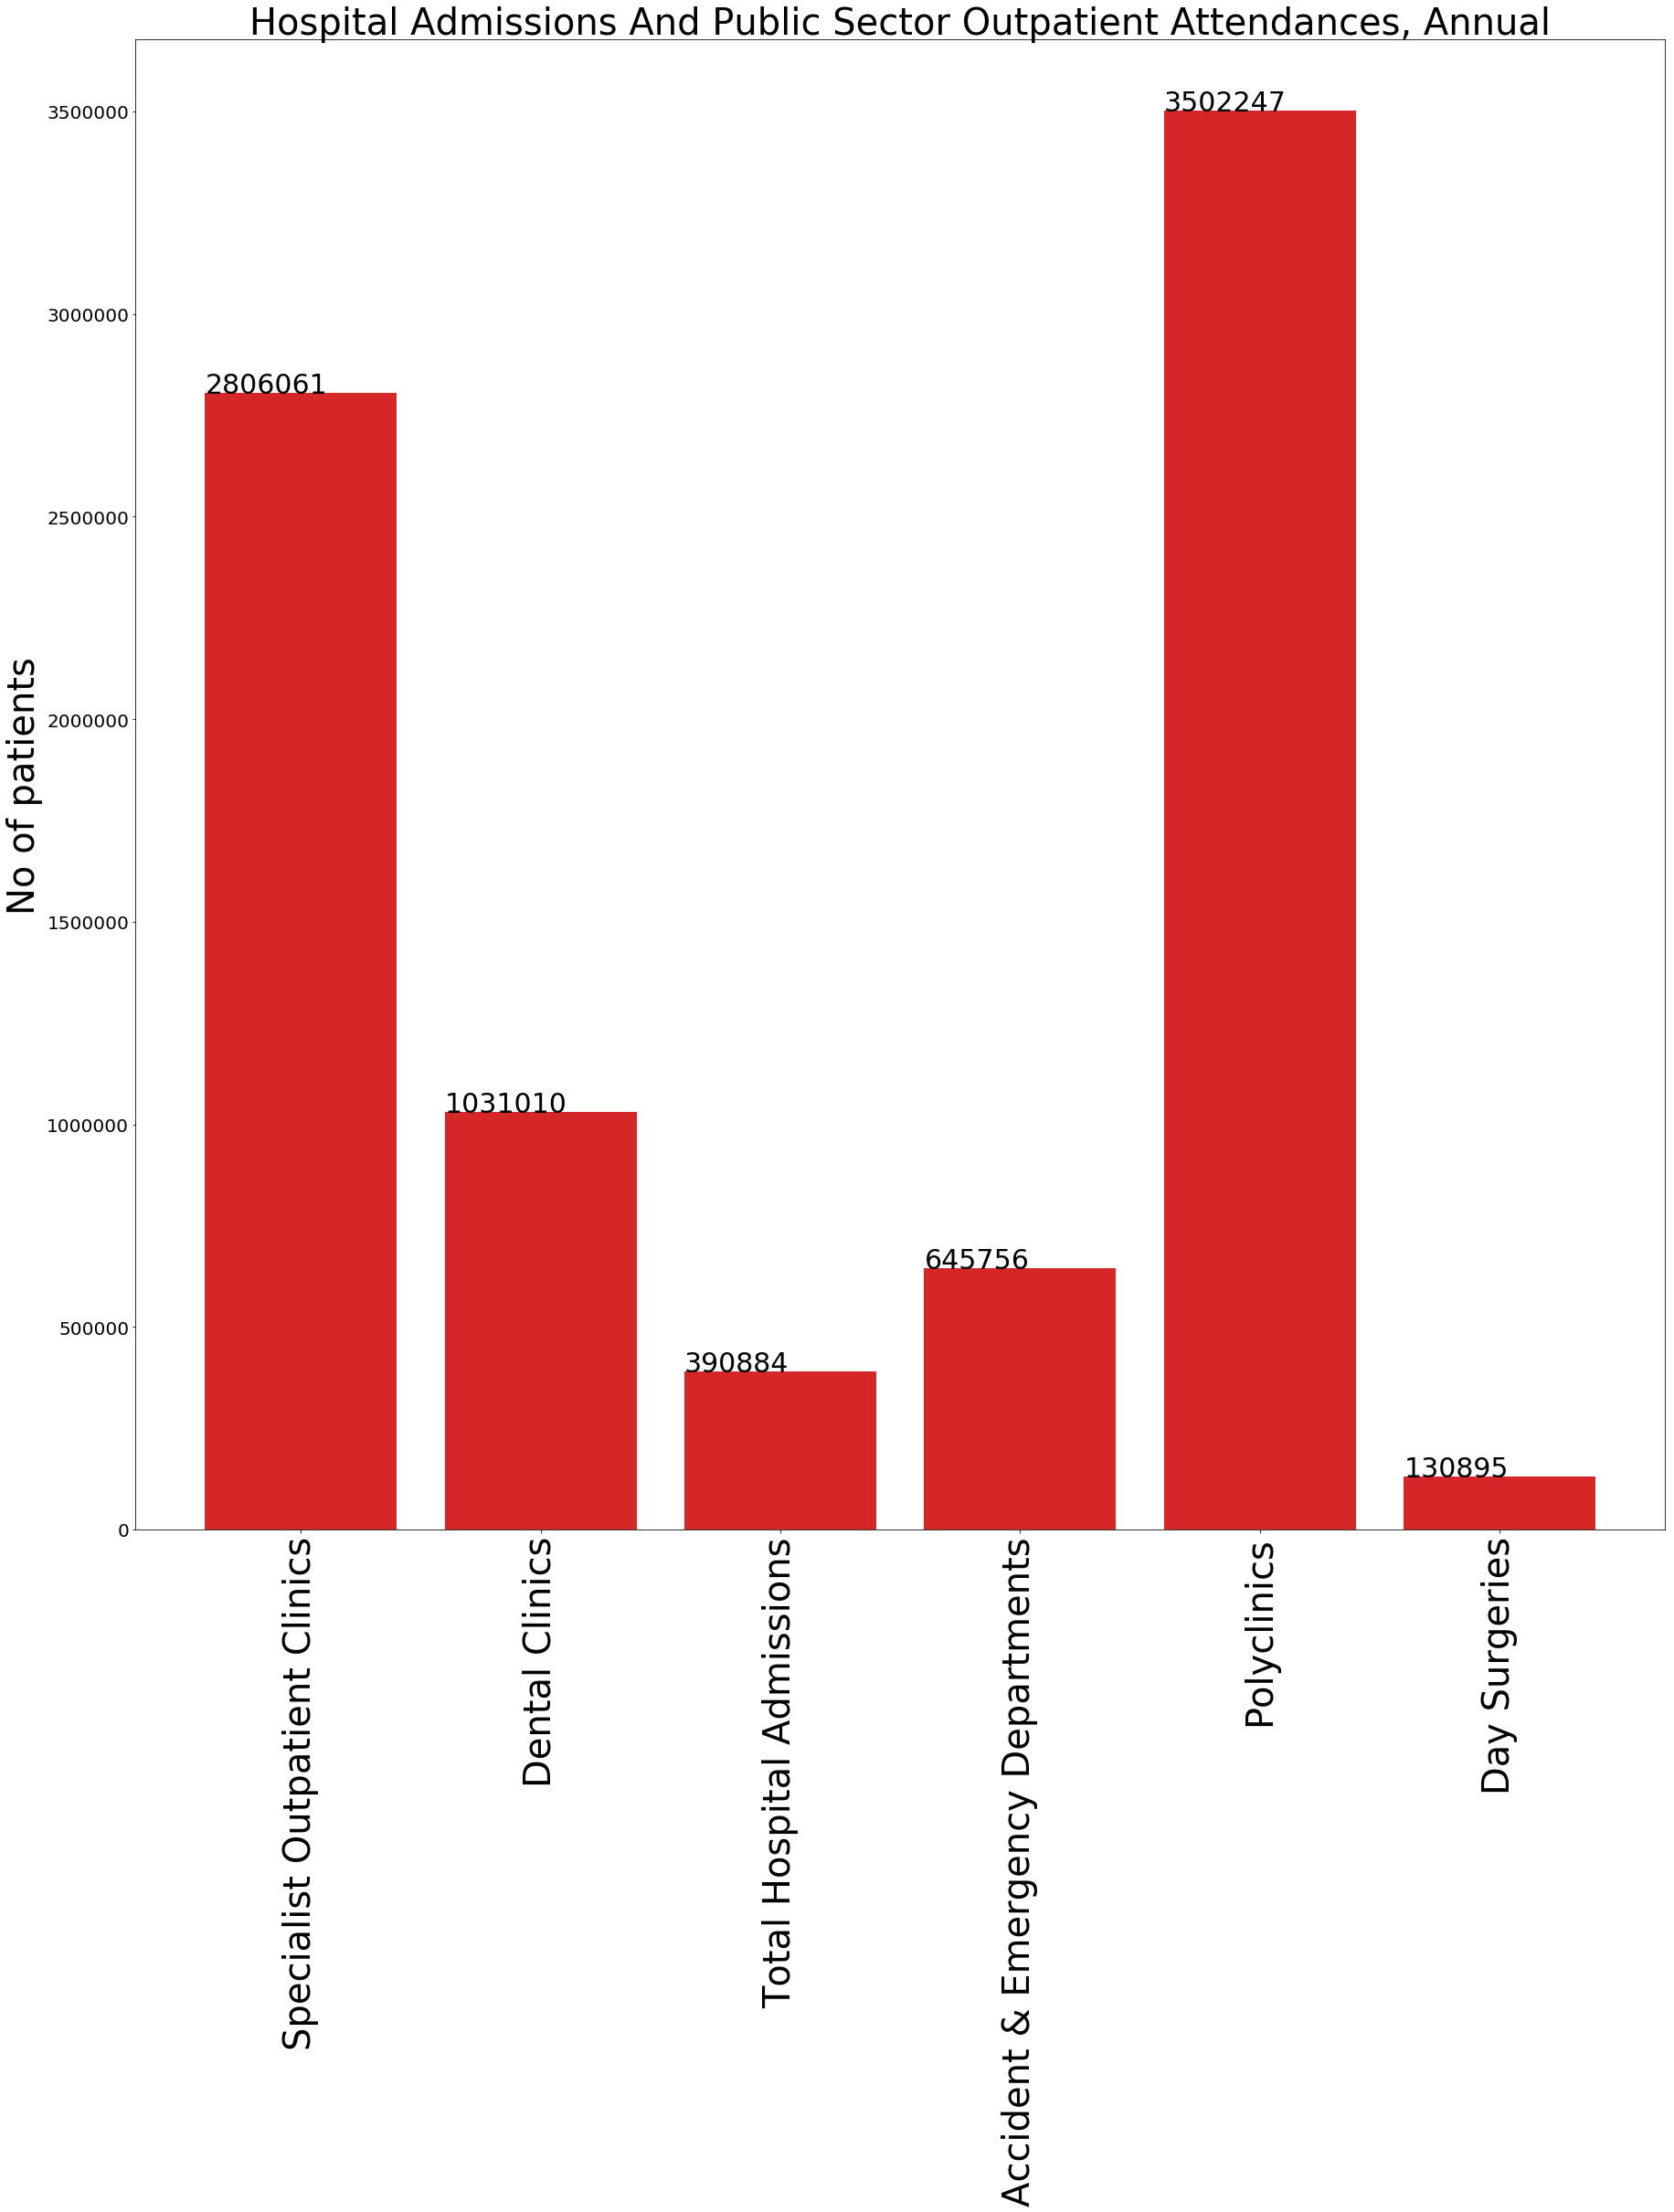 Hospital Admissions And Public Sector Outpatient Attendances, Annual
No of patients
3500000
3000000
2500000
2000000
1500000
1000000
500000
0
2806061
1031010
390884
645756
3502247
130895
Specialist Outpatient Clinics
Dental Clinics
Total Hospital Admissions
Accident & Emergency Departments
Polyclinics
Day Surgeries